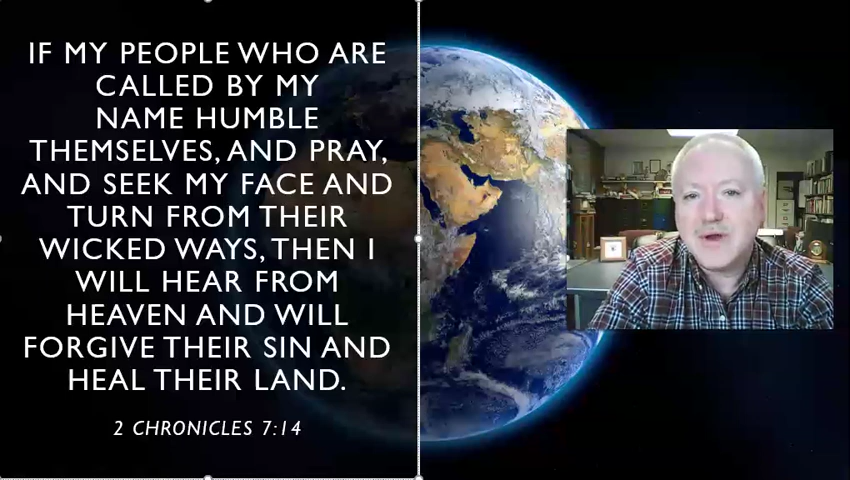 IF MY PEOPLE WHO ARE
CALLED BY MY
NAME HUMBLE
THEMSELVES, AND PRAY,
AND SEEK MY FACE AND
TURN FROM THEIR
WICKED WAYS, THEN I
WILL HEAR FROM
HEAVEN AND WILL
FORGIVE THEIR SIN AND
HEAL THEIR LAND.
2 CHRONICLES 7:14